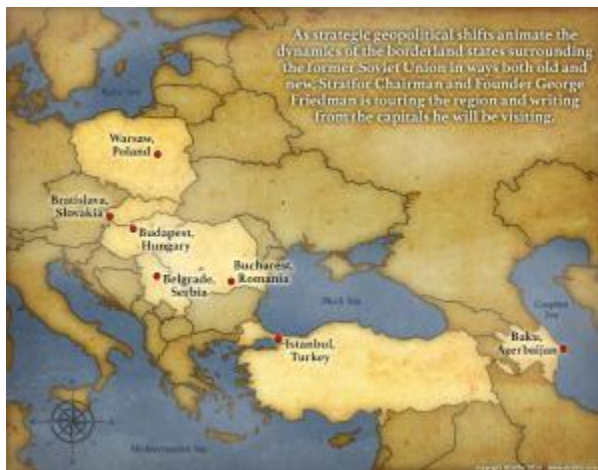 As strategic geopolitical shifts animate the
dynamics of the borderland states surrounding
the former Soviet Union in ways both old and
new, Stratfor Chairman and Founder George
Friedman is touring the region and writing
from the capitals he will be visiting.
Warsaw,
Poland
Bratislava,
Slovakia
Budapest,
Hungary
Belgrade,
Serbia
Bucharest,
Romania
Black Sea
Caspian
Sea
Baku,
Azerbaijan
Istanbul,
Turkey
Mediterranean Sea